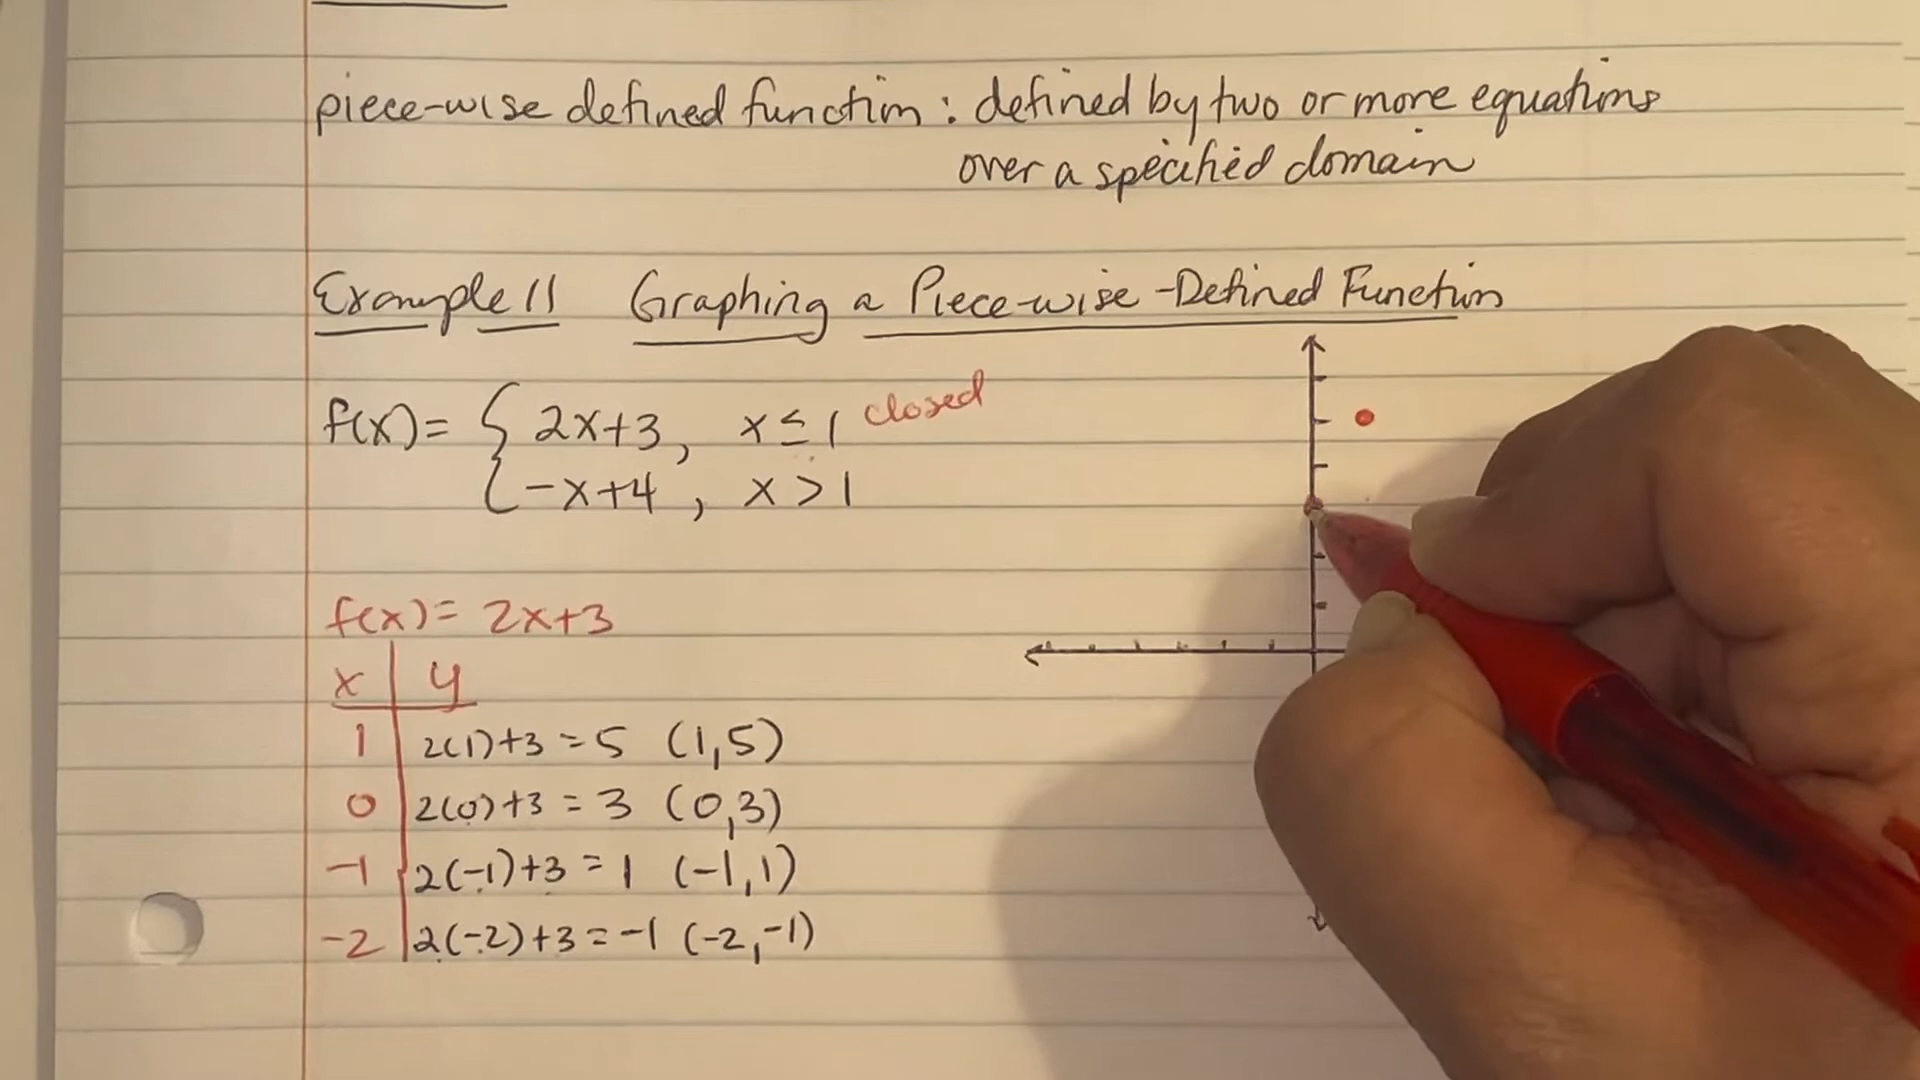 piece-wise defined function: defined by two or more equations
over a specified domain
Example 11 Graphing a Piece-wise-Defined Function
f(x)= { 2x+3, x ≤ 1 closed
-x+4, x > 1
f(x)= 2x+3
x y
1 2(1)+3 = 5 (1,5)
0 2(0)+3 = 3 (0,3)
-1 2(-1)+3 = 1 (-1,1)
-2 2(-2)+3 = -1 (-2,-1)